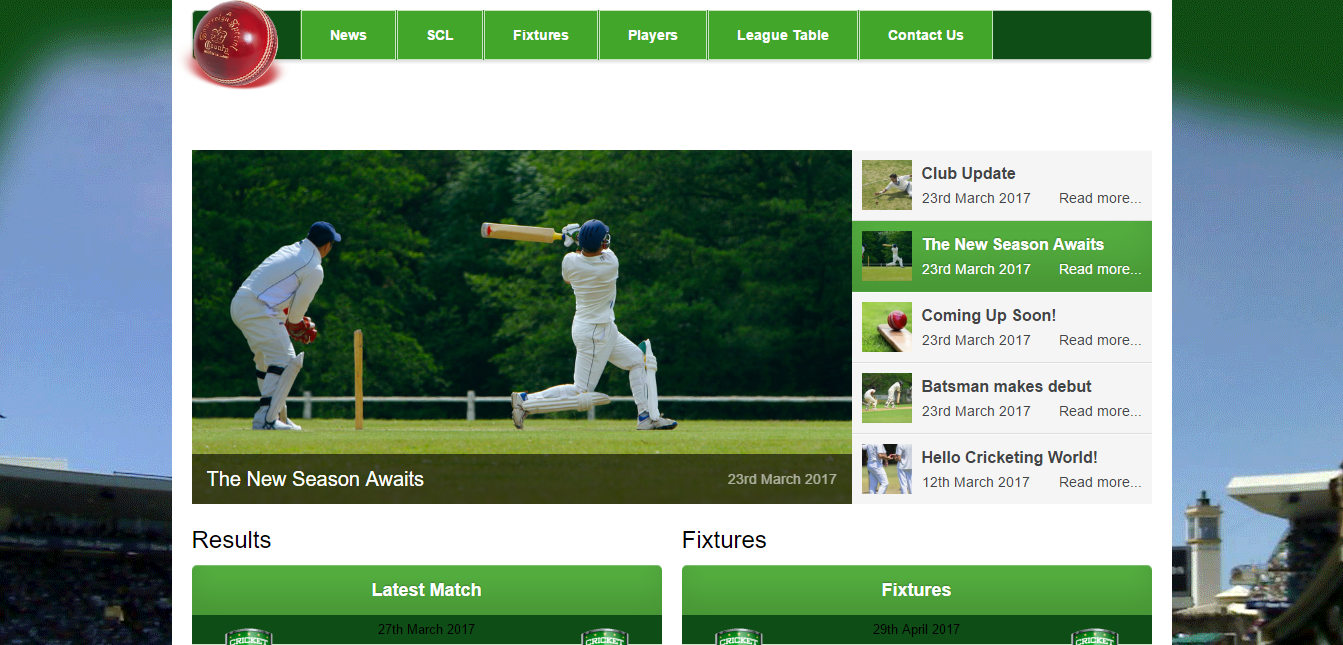 News SCL Fixtures Players League Table Contact Us
Club Update
23rd March 2017 Read more...
The New Season Awaits
23rd March 2017 Read more...
Coming Up Soon!
23rd March 2017 Read more...
Batsman makes debut
23rd March 2017 Read more...
Hello Cricketing World!
12th March 2017 Read more...
The New Season Awaits 23rd March 2017
Results Fixtures
Latest Match Fixtures
27th March 2017 29th April 2017
CRICKET CRICKET CRICKET CRICKET